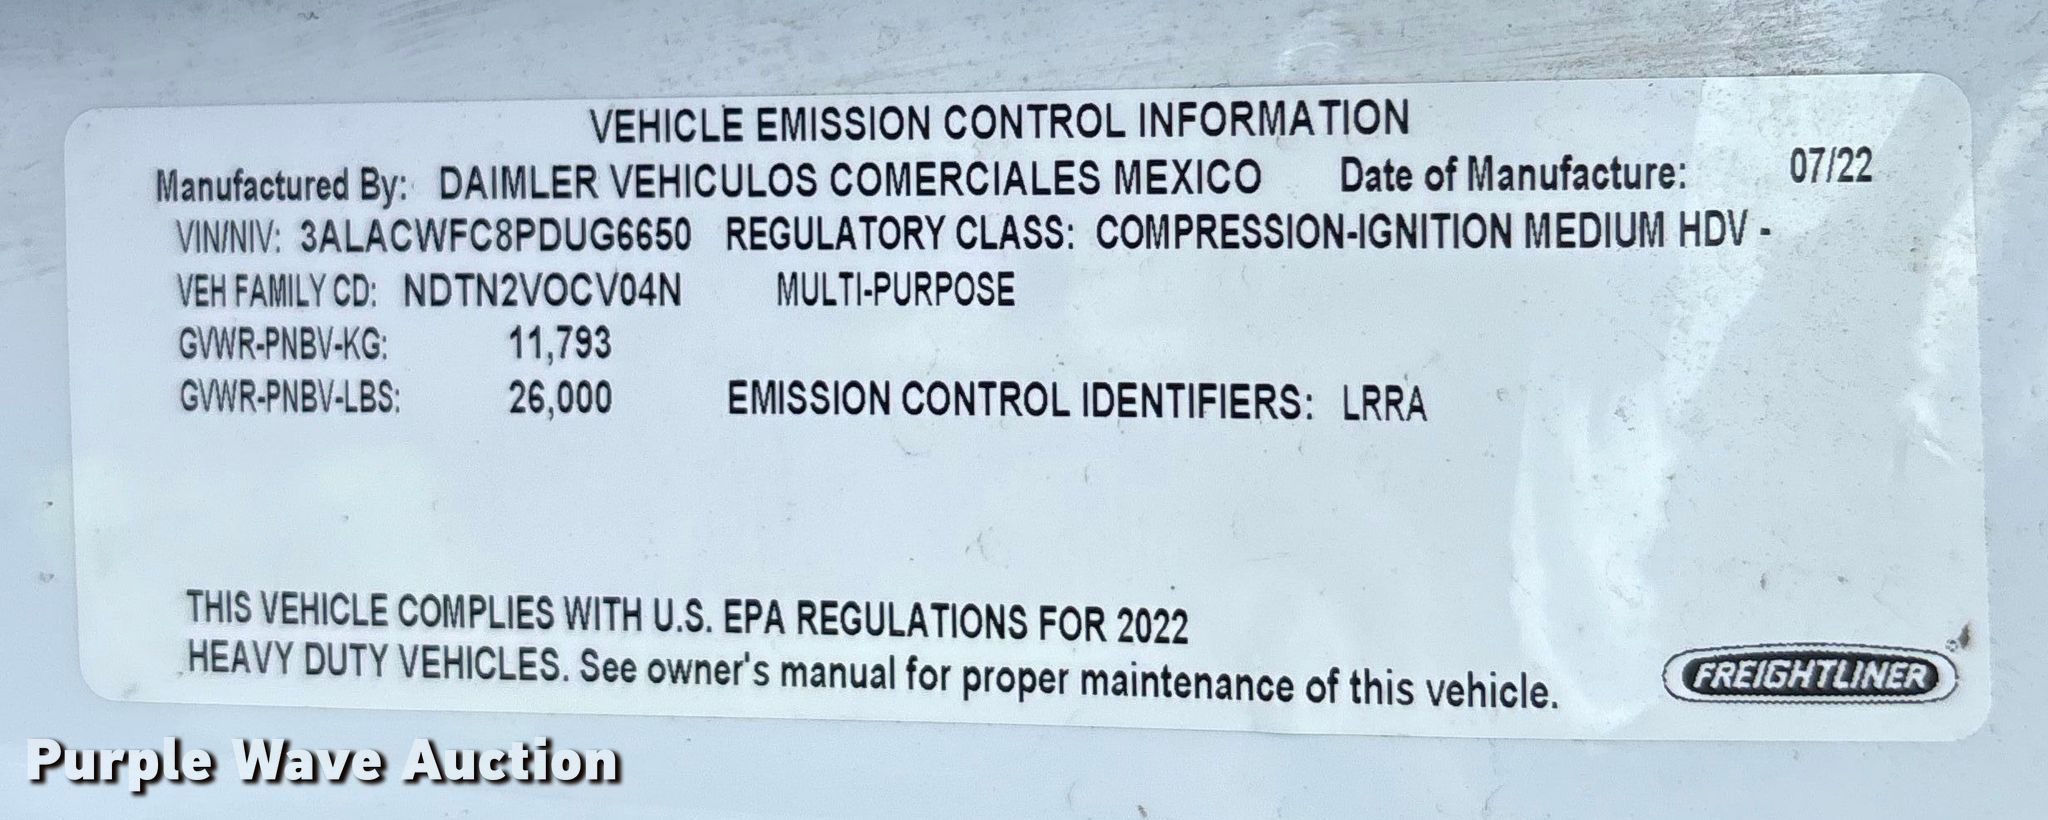 VEHICLE EMISSION CONTROL INFORMATION
Manufactured By: DAIMLER VEHICULOS COMERCIALES MEXICO Date of Manufacture: 07/22
VIN/NIV: 3ALACWFC8PDUG6650 REGULATORY CLASS: COMPRESSION-IGNITION MEDIUM HDV -
VEH FAMILY CD: NDTN2VOCV04N MULTI-PURPOSE
GVWR-PNBV-KG: 11,793
GVWR-PNBV-LBS: 26,000 EMISSION CONTROL IDENTIFIERS: LRRA
THIS VEHICLE COMPLIES WITH U.S. EPA REGULATIONS FOR 2022
HEAVY DUTY VEHICLES. See owner's manual for proper maintenance of this vehicle.
FREIGHTLINER®
Purple Wave Auction